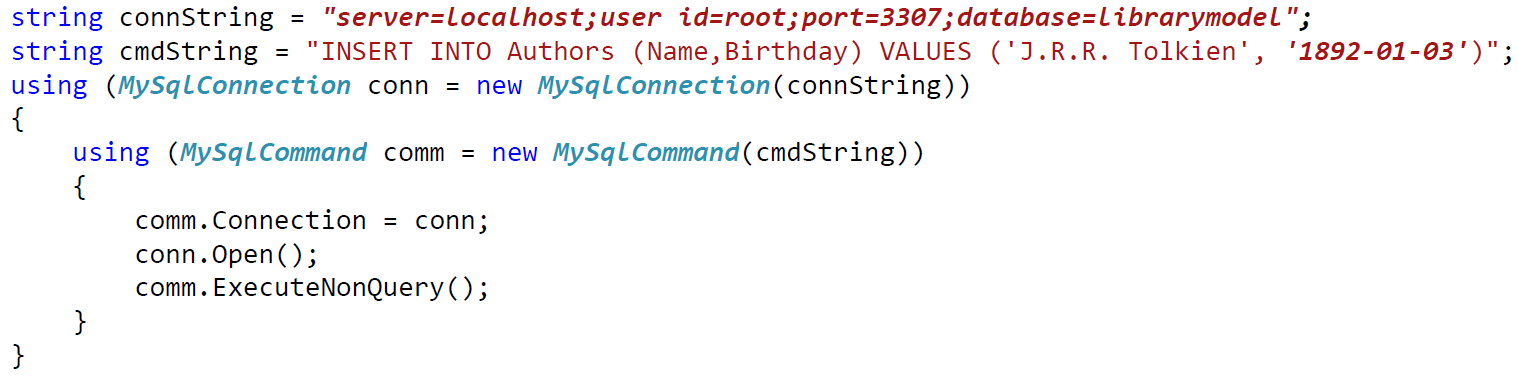 string connString = "server=localhost;user id=root;port=3307;database=librarymodel";
string cmdString = "INSERT INTO Authors (Name,Birthday) VALUES ('J.R.R. Tolkien', '1892-01-03')";
using (MySqlConnection conn = new MySqlConnection(connString))
{
    using (MySqlCommand comm = new MySqlCommand(cmdString))
    {
        comm.Connection = conn;
        conn.Open();
        comm.ExecuteNonQuery();
    }
}